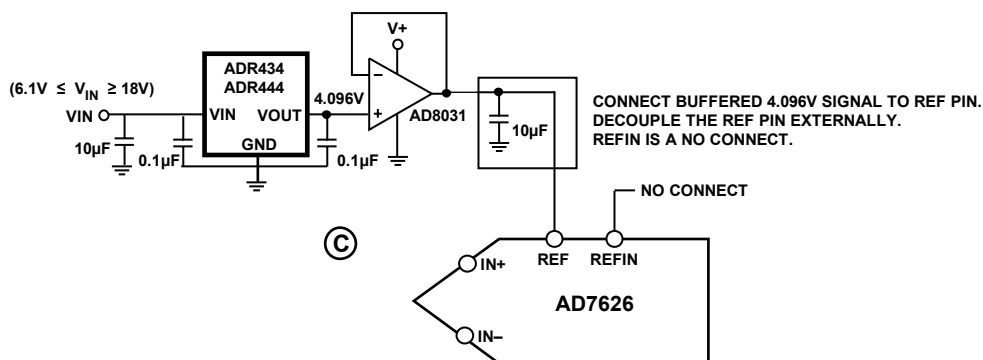 V+
ADR434
ADR444
(6.1V ≤ VIN ≥ 18V)
4.096V
VIN
VIN
VOUT
AD8031
10µF
0.1µF
GND
0.1µF
10µF
CONNECT BUFFERED 4.096V SIGNAL TO REF PIN.
DECOUPLE THE REF PIN EXTERNALLY.
REFIN IS A NO CONNECT.
NO CONNECT
C
REF
REFIN
IN+
AD7626
IN–